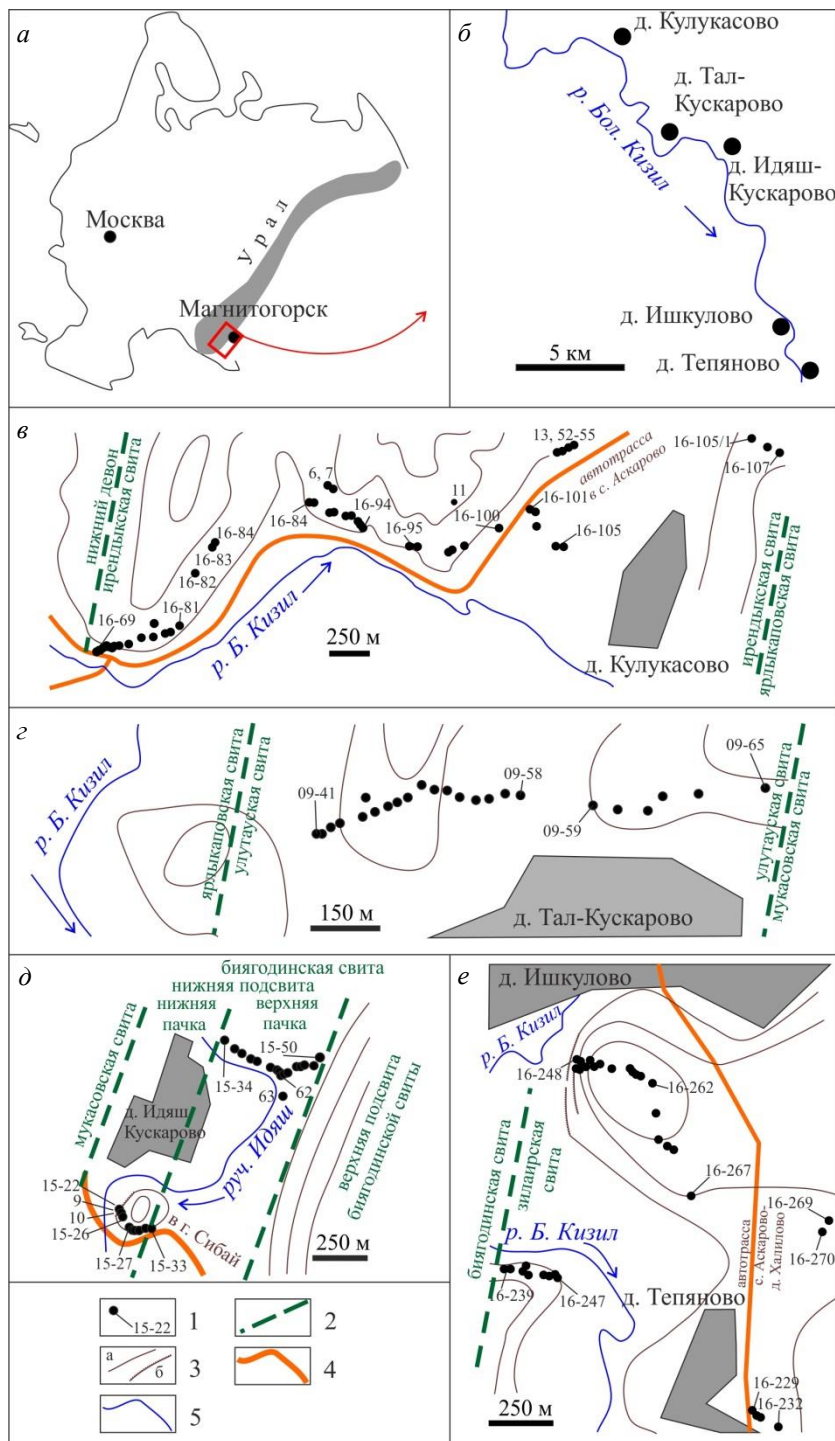 а
Москва
Урал
Магнитогорск
б
д. Кулукасово
д. Тал-
Кускарово
р. Бол. Кизил
д. Идяш-
Кускарово
д. Ишкулово
д. Тепяново
5 км
в
нижний девон
ирендыкская свита
16-69
16-81
16-82
16-83
16-84
16-84
6, 7
16-94
16-95
11
16-100
13, 52-55
автотрасса
в с. Аскарово
16-101
16-105
16-105/1
16-107
р. Б. Кизил
250 м
д. Кулукасово
ирендыкская свита
ярлыкаповская свита
г
р. Б. Кизил
ярлыкаповская свита
улутауская свита
09-41
09-58
09-59
09-65
150 м
д. Тал-Кускарово
улутауская свита
мукасовская свита
д
биягодинская свита
нижняя подсвита
нижняя
пачка
верхняя
пачка
мукасовская свита
15-34
15-50
63
62
д. Идяш-
Кускарово
руч. Идяш
верхняя подсвита
биягодинской свиты
15-22
9
10
15-26
15-27
15-33
в г. Сибай
250 м
е
д. Ишкулово
р. Б. Кизил
16-248
16-262
16-267
16-269
16-270
биягодинская свита
зилаирская
свита
р. Б. Кизил
16-239
16-247
д. Тепяново
автотрасса
с. Аскарово-
д. Халилово
16-229
16-232
250 м
15-22
1
2
а
б
3
4
5